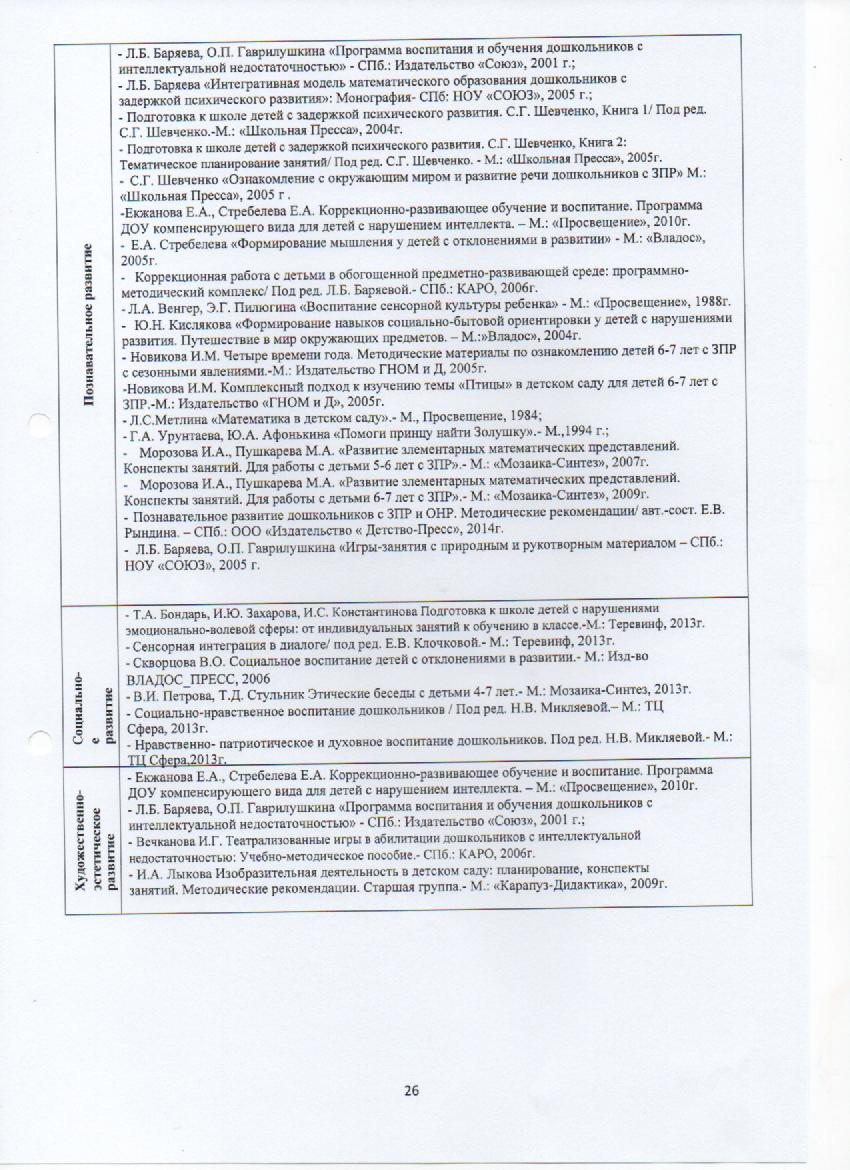 Познавательное развитие
- Л.Б. Баряева, О.П. Гаврилушкина «Программа воспитания и обучения дошкольников с
интеллектуальной недостаточностью» - СПб.: Издательство «Союз», 2001 г.;
- Л.Б. Баряева «Интегративная модель математического образования дошкольников с
задержкой психического развития»: Монография- СПб: НОУ «СОЮЗ», 2005 г.;
- Подготовка к школе детей с задержкой психического развития. С.Г. Шевченко, Книга 1/ Под ред.
С.Г. Шевченко.-М.: «Школьная Пресса», 2004г.
- Подготовка к школе детей с задержкой психического развития. С.Г. Шевченко, Книга 2:
Тематическое планирование занятий/ Под ред. С.Г. Шевченко. - М.: «Школьная Пресса», 2005г.
- С.Г. Шевченко «Ознакомление с окружающим миром и развитие речи дошкольников с ЗПР» М.:
«Школьная Пресса», 2005 г .
-Екжанова Е.А., Стребелева Е.А. Коррекционно-развивающее обучение и воспитание. Программа
ДОУ компенсирующего вида для детей с нарушением интеллекта. – М.: «Просвещение», 2010г.
- Е.А. Стребелева «Формирование мышления у детей с отклонениями в развитии» - М.: «Владос»,
2005г.
- Коррекционная работа с детьми в обогощенной предметно-развивающей среде: программно-
методический комплекс/ Под ред. Л.Б. Баряевой.- СПб.: КАРО, 2006г.
- Л.А. Венгер, Э.Г. Пилюгина «Воспитание сенсорной культуры ребенка» - М.: «Просвещение», 1988г.
- Ю.Н. Кислякова «Формирование навыков социально-бытовой ориентировки у детей с нарушениями
развития. Путешествие в мир окружающих предметов. – М.:»Владос», 2004г.
- Новикова И.М. Четыре времени года. Методические материалы по ознакомлению детей 6-7 лет с ЗПР
с сезонными явлениями.-М.: Издательство ГНОМ и Д, 2005г.
-Новикова И.М. Комплексный подход к изучению темы «Птицы» в детском саду для детей 6-7 лет с
ЗПР.-М.: Издательство «ГНОМ и Д», 2005г.
- Л.С.Метлина «Математика в детском саду».- М., Просвещение, 1984;
- Г.А. Урунтаева, Ю.А. Афонькина «Помоги принцу найти Золушку».- М.,1994 г.;
- Морозова И.А., Пушкарева М.А. «Развитие элементарных математических представлений.
Конспекты занятий. Для работы с детьми 5-6 лет с ЗПР».- М.: «Мозаика-Синтез», 2007г.
- Морозова И.А., Пушкарева М.А. «Развитие элементарных математических представлений.
Конспекты занятий. Для работы с детьми 6-7 лет с ЗПР».- М.: «Мозаика-Синтез», 2009г.
- Познавательное развитие дошкольников с ЗПР и ОНР. Методические рекомендации/ авт.-сост. Е.В.
Рындина. – СПб.: ООО «Издательство « Детство-Пресс», 2014г.
- Л.Б. Баряева, О.П. Гаврилушкина «Игры-занятия с природным и рукотворным материалом – СПб.:
НОУ «СОЮЗ», 2005 г.
Социально-
е
развитие
- Т.А. Бондарь, И.Ю. Захарова, И.С. Константинова Подготовка к школе детей с нарушениями
эмоционально-волевой сферы: от индивидуальных занятий к обучению в классе.-М.: Теревинф, 2013г.
- Сенсорная интеграция в диалоге/ под ред. Е.В. Клочковой.- М.: Теревинф, 2013г.
- Скворцова В.О. Социальное воспитание детей с отклонениями в развитии.- М.: Изд-во
ВЛАДОС_ПРЕСС, 2006
- В.И. Петрова, Т.Д. Стульник Этические беседы с детьми 4-7 лет.- М.: Мозаика-Синтез, 2013г.
- Социально-нравственное воспитание дошкольников / Под ред. Н.В. Микляевой.– М.: ТЦ
Сфера, 2013г.
- Нравственно- патриотическое и духовное воспитание дошкольников. Под ред. Н.В. Микляевой.- М.:
ТЦ Сфера,2013г.
Художественно-
эстетическое
развитие
- Екжанова Е.А., Стребелева Е.А. Коррекционно-развивающее обучение и воспитание. Программа
ДОУ компенсирующего вида для детей с нарушением интеллекта. – М.: «Просвещение», 2010г.
- Л.Б. Баряева, О.П. Гаврилушкина «Программа воспитания и обучения дошкольников с
интеллектуальной недостаточностью» - СПб.: Издательство «Союз», 2001 г.;
- Вечканова И.Г. Театрализованные игры в абилитации дошкольников с интеллектуальной
недостаточностью: Учебно-методическое пособие.- СПб.: КАРО, 2006г.
- И.А. Лыкова Изобразительная деятельность в детском саду: планирование, конспекты
занятий. Методические рекомендации. Старшая группа.- М.: «Карапуз-Дидактика», 2009г.
26